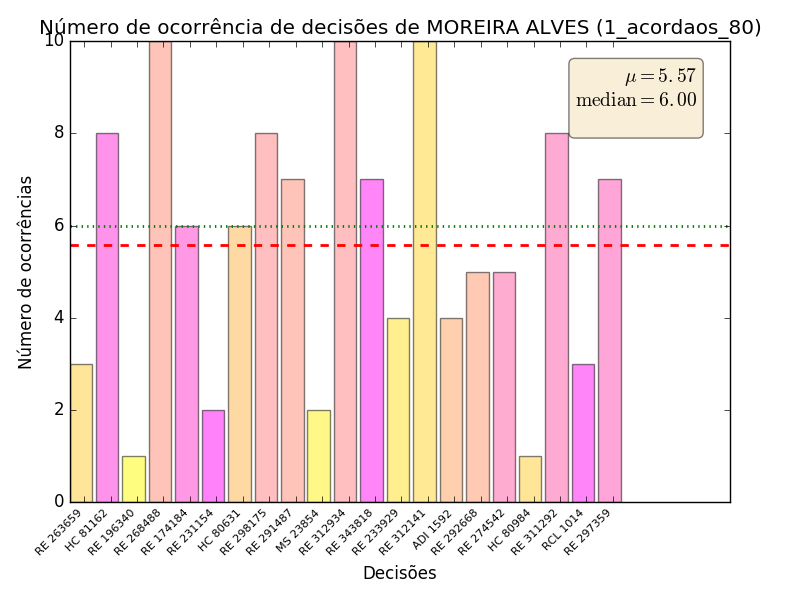 Número de ocorrência de decisões de MOREIRA ALVES (1_acordaos_80)
μ = 5.57
median = 6.00
Número de ocorrências
10
8
6
4
2
0
RE 263659
HC 81162
RE 196340
RE 268488
RE 174184
RE 231154
HC 80631
RE 298175
RE 291487
MS 23854
RE 312934
RE 343818
RE 233929
RE 312141
ADI 1592
RE 292668
RE 274542
HC 80984
RE 311292
RCL 1014
RE 297359
Decisões